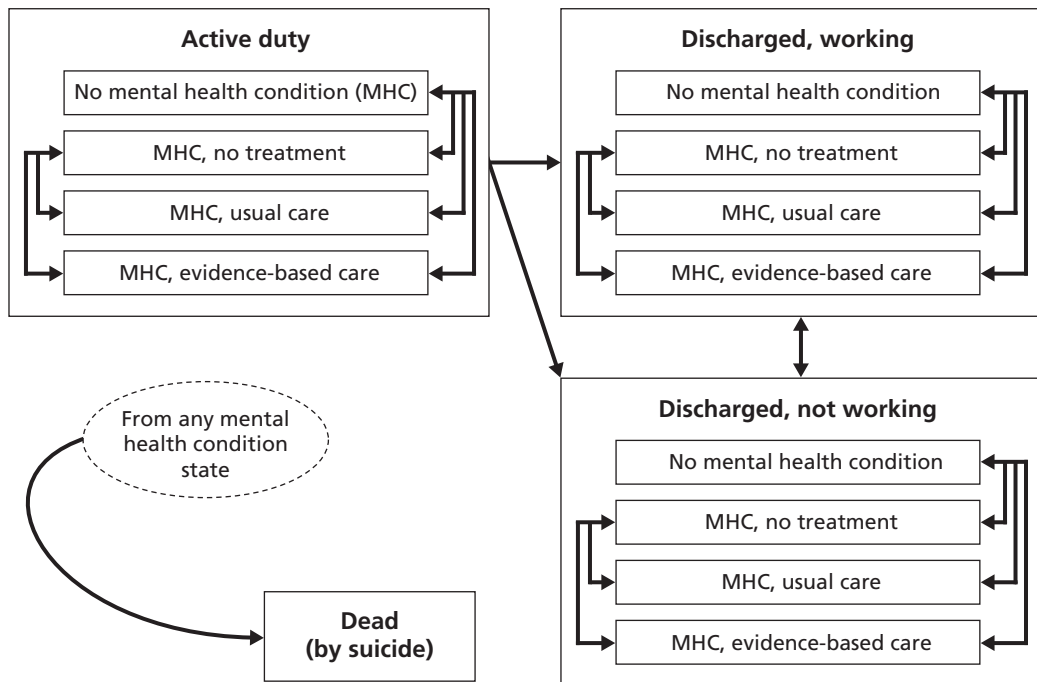 Active duty
No mental health condition (MHC)
MHC, no treatment
MHC, usual care
MHC, evidence-based care
Discharged, working
No mental health condition
MHC, no treatment
MHC, usual care
MHC, evidence-based care
From any mental
health condition
state
Dead
(by suicide)
Discharged, not working
No mental health condition
MHC, no treatment
MHC, usual care
MHC, evidence-based care